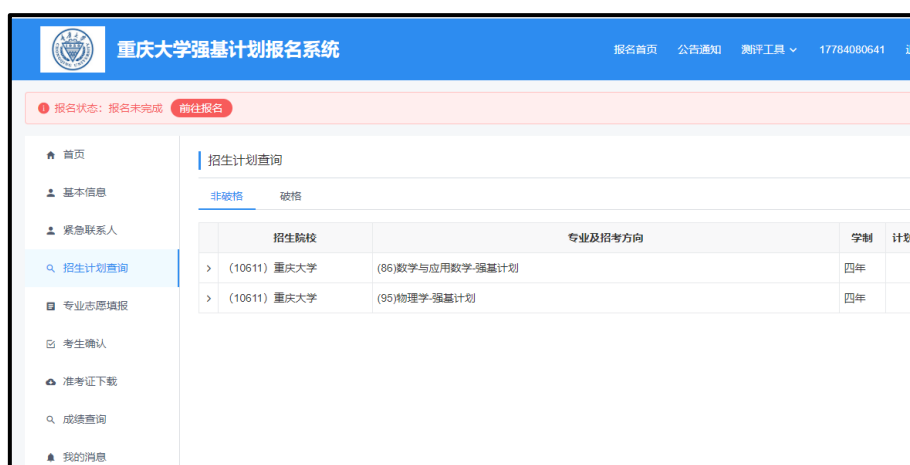 重庆大学强基计划报名系统
报名首页 公告通知 测评工具 17784080641
报名状态：报名未完成 前往报名
首页
基本信息
紧急联系人
招生计划查询
专业志愿填报
考生确认
准考证下载
成绩查询
我的消息
招生计划查询
非破格 破格
招生院校 专业及招考方向 学制 计划
（10611）重庆大学 (86)数学与应用数学-强基计划 四年
（10611）重庆大学 (95)物理学-强基计划 四年